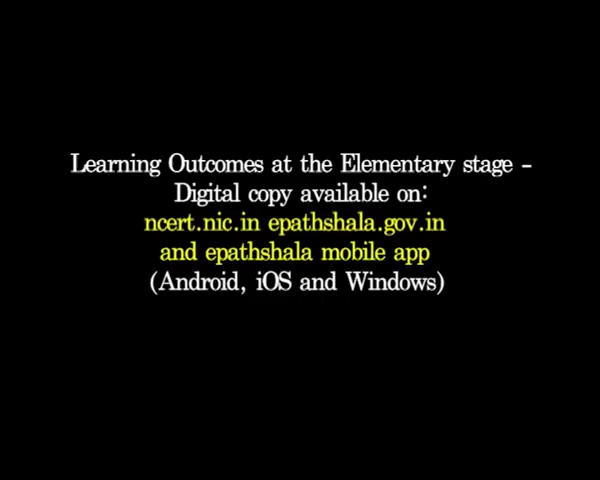 Learning Outcomes at the Elementary stage –
Digital copy available on:
ncert.nic.in epathshala.gov.in
and epathshala mobile app
(Android, iOS and Windows)